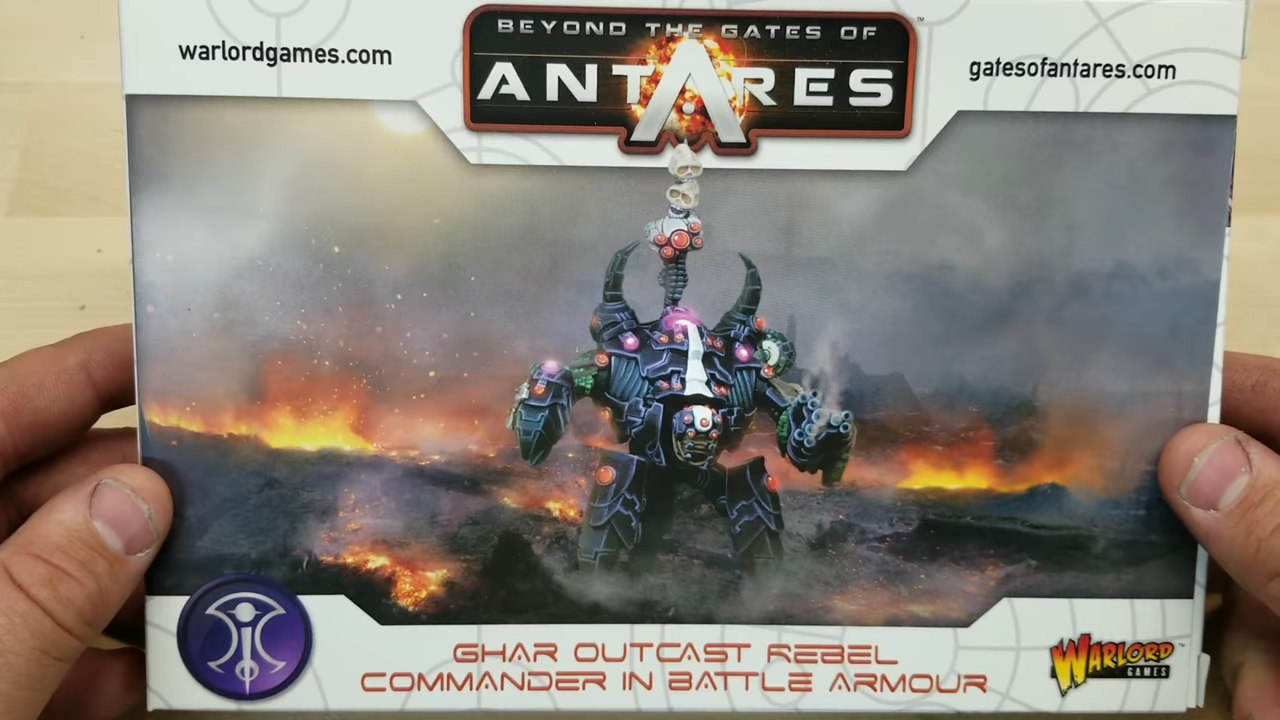 BEYOND THE GATES OF
ANTARES
warlordgames.com
gatesofantares.com
GHAR OUTCAST REBEL
COMMANDER IN BATTLE ARMOUR
WARLORD
GAMES